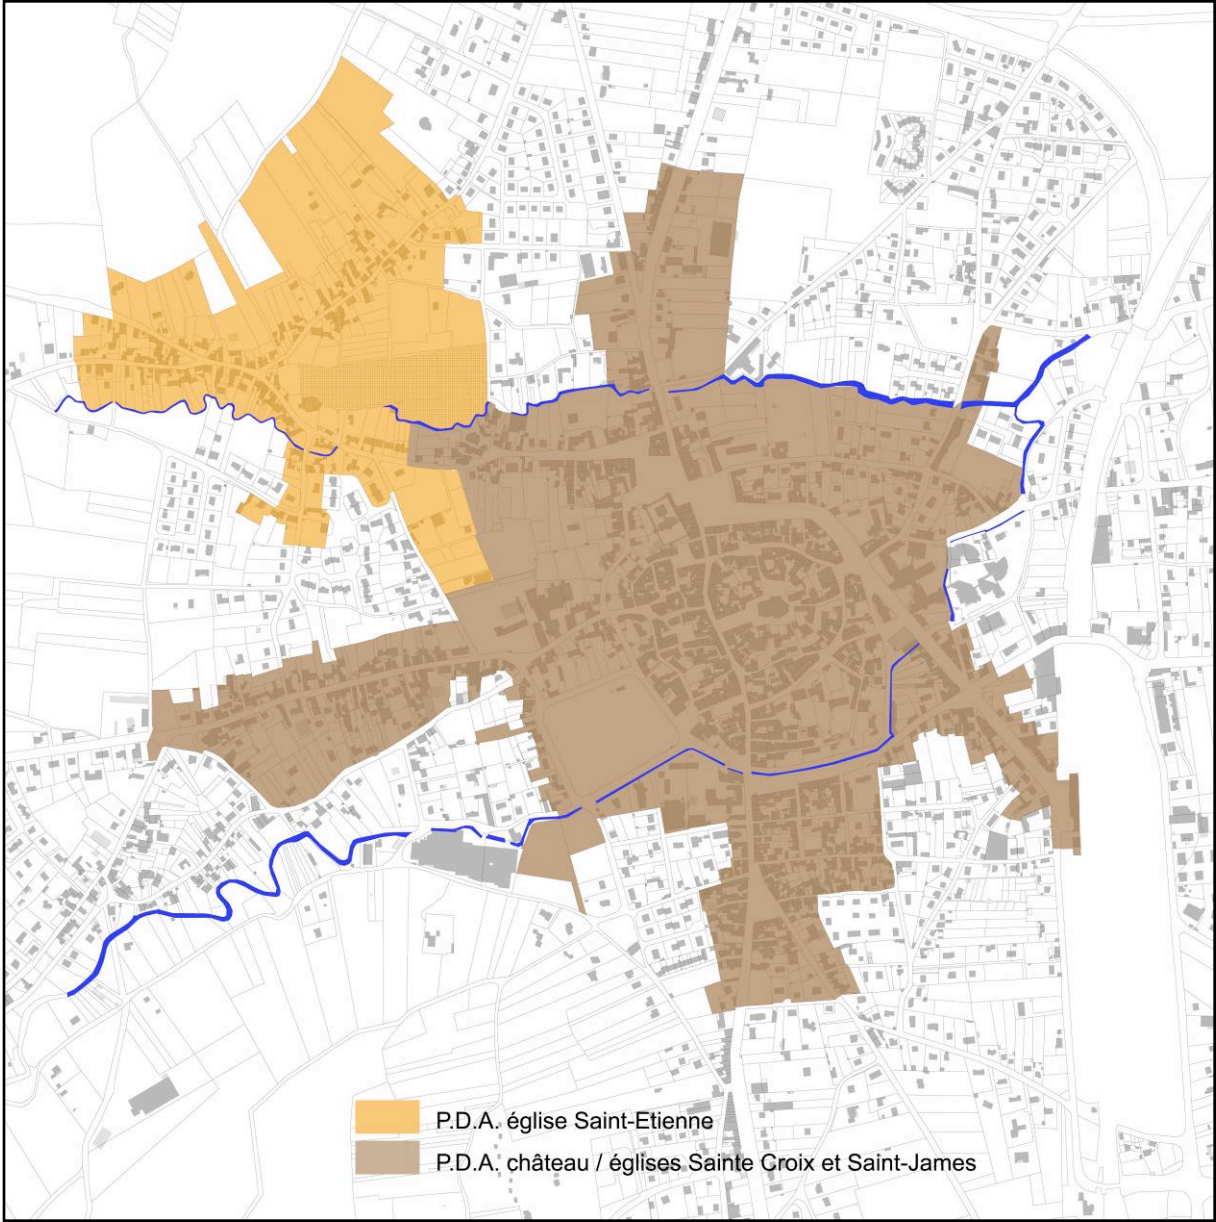 P.D.A. église Saint-Etienne
P.D.A. château / églises Sainte Croix et Saint-James